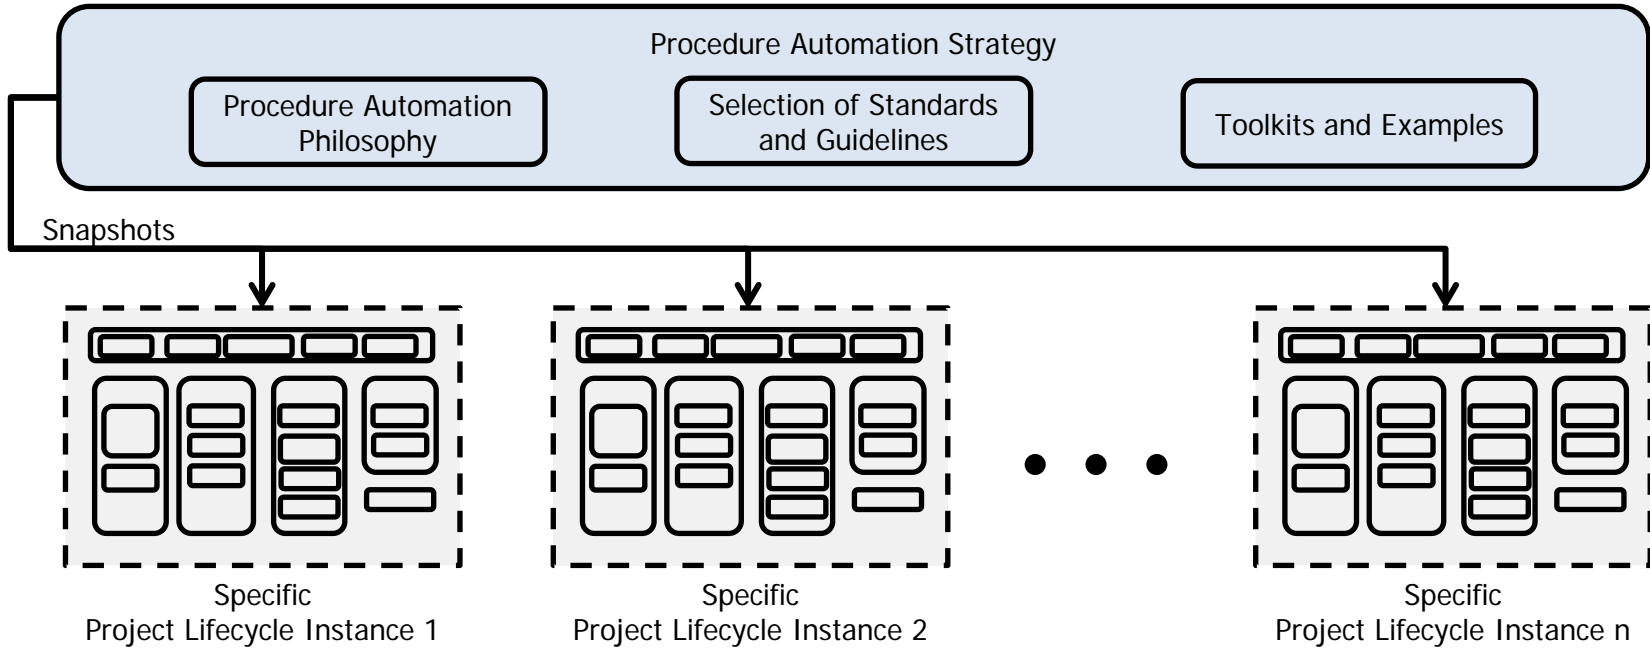 Procedure Automation Strategy
Procedure Automation
Philosophy
Selection of Standards
and Guidelines
Toolkits and Examples
Snapshots
Specific
Project Lifecycle Instance 1
Specific
Project Lifecycle Instance 2
Specific
Project Lifecycle Instance n